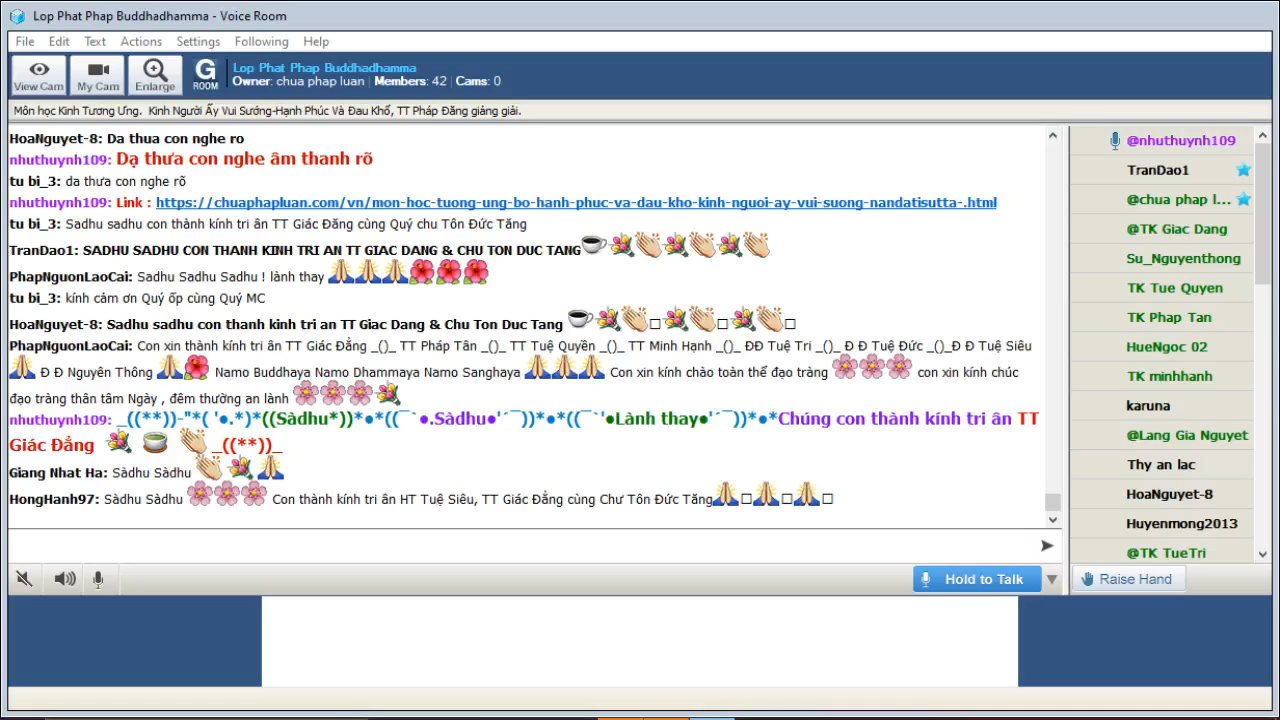 Lop Phat Phap Buddhadhamma - Voice Room
File Edit Text Actions Settings Following Help
View Cam My Cam Enlarge G ROOM
Lop Phat Phap Buddhadhamma
Owner: chua phap luan | Members: 42 | Cams: 0
Môn học Kinh Tương Ưng. Kinh Người Ấy Vui Sướng-Hạnh Phúc Và Đau Khổ, TT Pháp Đăng giảng giải.
HoaNguyet-8: Da thua con nghe ro
nhuthuynh109: Dạ thưa con nghe âm thanh rõ
tu bi_3: da thưa con nghe rõ
nhuthuynh109: Link : https://chuaphapluan.com/vn/mon-hoc-tuong-ung-bo-hanh-phuc-va-dau-kho-kinh-nguoi-ay-vui-suong-nandatisutta-.html
tu bi_3: Sadhu sadhu con thành kính tri ân TT Giác Đăng cùng Quý chu Tôn Đức Tăng
TranDao1: SADHU SADHU CON THANH KINH TRI AN TT GIAC DANG & CHU TON DUC TANG
PhapNguonLaoCai: Sadhu Sadhu Sadhu ! lành thay
tu bi_3: kính cảm ơn Quý ốp cùng Quý MC
HoaNguyet-8: Sadhu sadhu con thanh kinh tri an TT Giac Dang & Chu Ton Duc Tang
PhapNguonLaoCai: Con xin thành kính tri ân TT Giác Đẳng _()_ TT Pháp Tân _()_ TT Tuệ Quyền _()_ TT Minh Hạnh _()_ ĐĐ Tuệ Tri _()_ Đ Đ Tuệ Đức _()_Đ Đ Tuệ Siêu
Đ Đ Nguyên Thông Namo Buddhaya Namo Dhammaya Namo Sanghaya Con xin kính chào toàn thể đạo tràng con xin kính chúc
đạo tràng thân tâm Ngày , đêm thường an lành
nhuthuynh109: _((**))-"*( '●.*)*((Sàdhu*))*●*((¯`●.Sàdhu●'´¯))*●*((¯`'●Lành thay●'´¯))*●*Chúng con thành kính tri ân TT
Giác Đẳng _((**))_
Giang Nhat Ha: Sàdhu Sàdhu
HongHanh97: Sàdhu Sàdhu Con thành kính tri ân HT Tuệ Siêu, TT Giác Đẳng cùng Chư Tôn Đức Tăng
@nhuthuynh109
TranDao1
@chua phap l...
@TK Giac Dang
Su_Nguyenthong
TK Tue Quyen
TK Phap Tan
HueNgoc 02
TK minhhanh
karuna
@Lang Gia Nguyet
Thy an lac
HoaNguyet-8
Huyenmong2013
@TK TueTri
Hold to Talk
Raise Hand